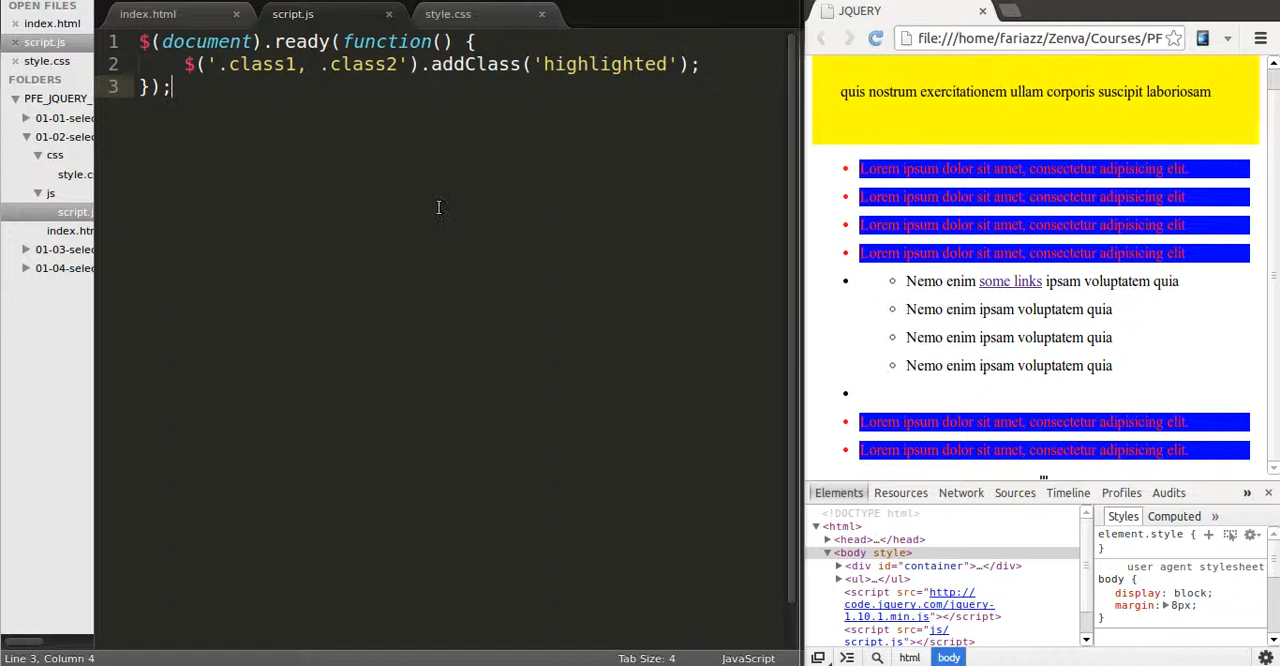 OPEN FILES
× index.html
× script.js
× style.css
FOLDERS
PFE_JQUERY_
01-01-selec
01-02-selec
css
style.c
js
script.j
index.htm
01-03-selec
01-04-selec
index.html ×
script.js ×
style.css ×
1 $(document).ready(function() {
2 $('.class1, .class2').addClass('highlighted');
3 });
Line 3, Column 4
Tab Size: 4
JavaScript
JQUERY ×
file:///home/fariazz/Zenva/Courses/PF
quis nostrum exercitationem ullam corporis suscipit laboriosam
• Lorem ipsum dolor sit amet, consectetur adipisicing elit.
• Lorem ipsum dolor sit amet, consectetur adipisicing elit
• Lorem ipsum dolor sit amet, consectetur adipisicing elit
• Lorem ipsum dolor sit amet, consectetur adipisicing elit
• ◦ Nemo enim some links ipsam voluptatem quia
◦ Nemo enim ipsam voluptatem quia
◦ Nemo enim ipsam voluptatem quia
◦ Nemo enim ipsam voluptatem quia
•
• Lorem ipsum dolor sit amet, consectetur adipisicing elit.
• Lorem ipsum dolor sit amet, consectetur adipisicing elit.
Elements Resources Network Sources Timeline Profiles Audits » ×
<!DOCTYPE html>
<html>
<head>…</head>
<body style>
<div id="container">…</div>
<ul>…</ul>
<script src="http://
code.jquery.com/jquery-
1.10.1.min.js"></script>
<script src="js/
script.js"></script>
Styles Computed »
element.style {
}
user agent stylesheet
body {
display: block;
margin: 8px;
}
html body